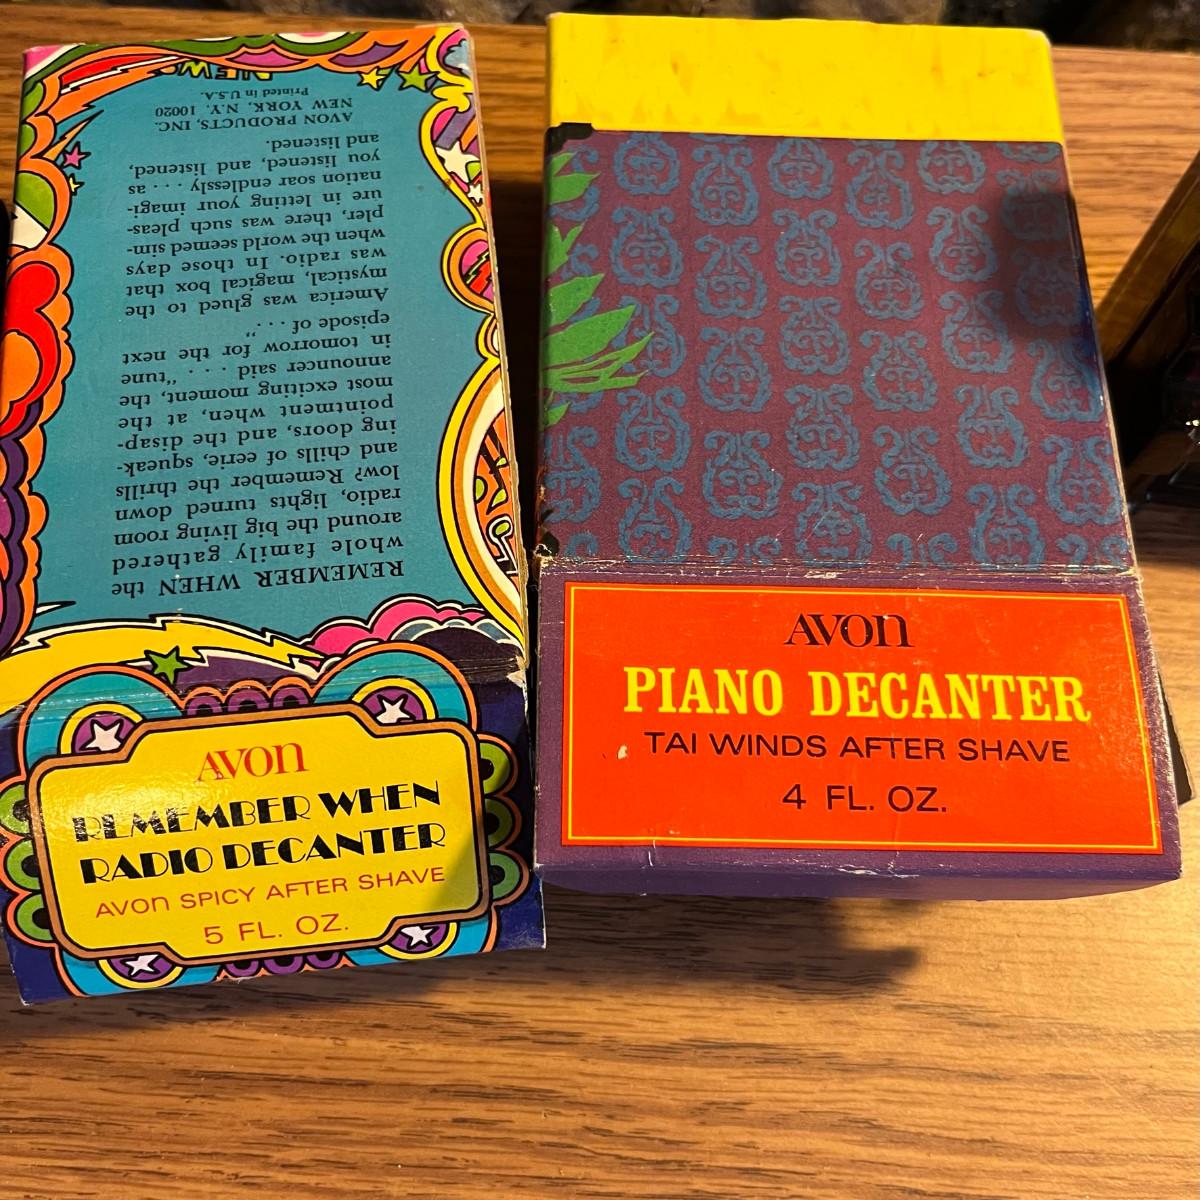 REMEMBER WHEN the
whole family gathered
around the big living room
radio, lights turned down
low? Remember the thrills
and chills of eerie, squeak-
ing doors, and the disap-
pointment when, at the
most exciting moment, the
announcer said . . . "tune
in tomorrow for the next
episode of . . ."
America was glued to the
mystical, magical box that
was radio. In those days
when the world seemed sim-
pler, there was such pleas-
ure in letting your imagi-
nation soar endlessly . . . as
you listened, and listened,
and listened.
AVON PRODUCTS, INC.
NEW YORK, N.Y. 10020
Printed in U.S.A.
NEW
AVON
REMEMBER WHEN
RADIO DECANTER
AVON SPICY AFTER SHAVE
5 FL. OZ.
AVON
PIANO DECANTER
TAI WINDS AFTER SHAVE
4 FL. OZ.